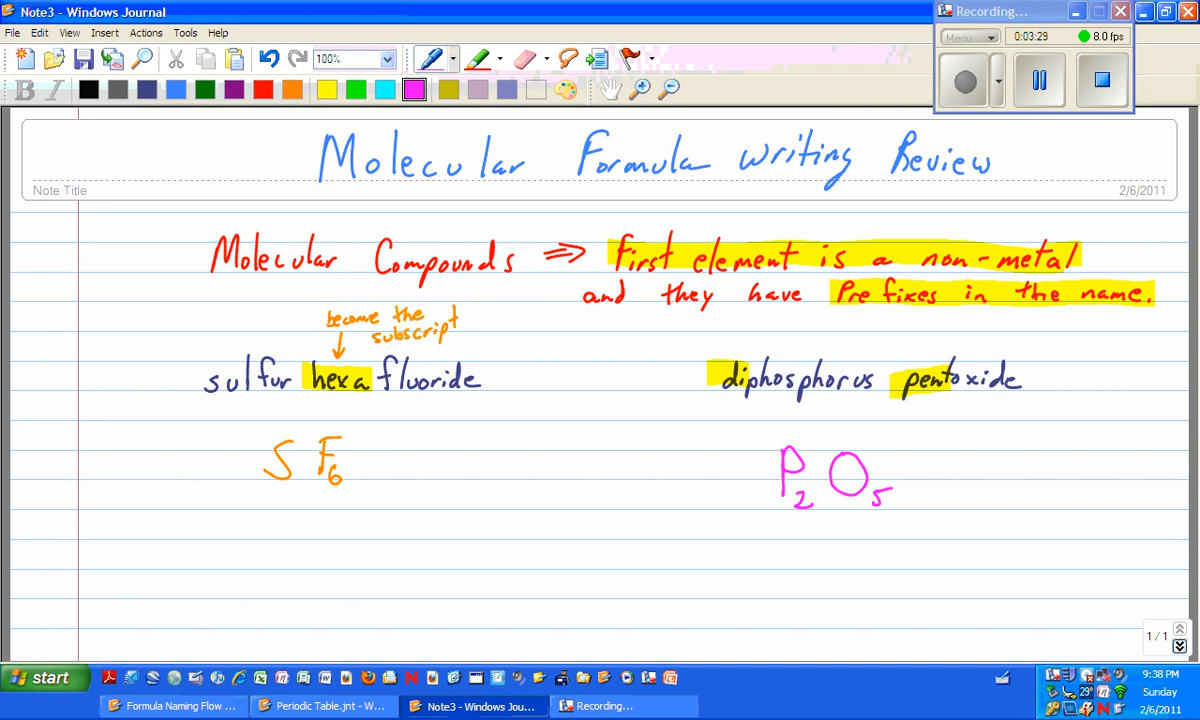 Note3 - Windows Journal
Recording...
File Edit View Insert Actions Tools Help
Menu
0:03:29
8.0 fps
100%
B I
Molecular Formula Writing Review
Note Title
2/6/2011
Molecular Compounds ⇒ First element is a non-metal
and they have Prefixes in the name.
become the
subscript
sulfur hexafluoride
diphosphorus pentoxide
S F6
P2 O5
1 / 1
start
9:38 PM
29°
Sunday
2/6/2011
Formula Naming Flow ...
Periodic Table.jnt - W...
Note3 - Windows Jou...
Recording...